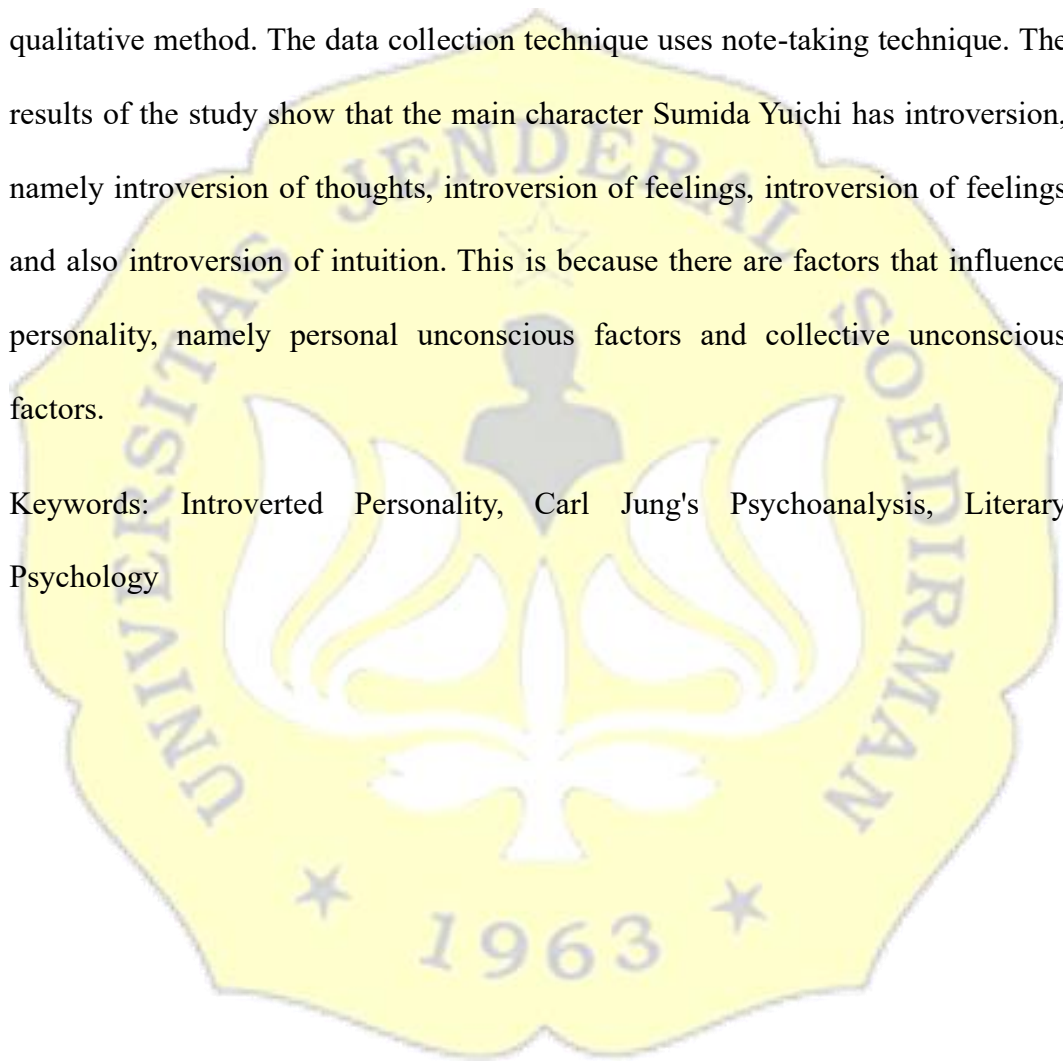 qualitative method. The data collection technique uses note-taking technique. The
results of the study show that the main character Sumida Yuichi has introversion,
namely introversion of thoughts, introversion of feelings, introversion of feelings
and also introversion of intuition. This is because there are factors that influence
personality, namely personal unconscious factors and collective unconscious
factors.
Keywords: Introverted Personality, Carl Jung's Psychoanalysis, Literary
Psychology
UNIVERSITAS JENDERAL SOEDIRMAN
1963